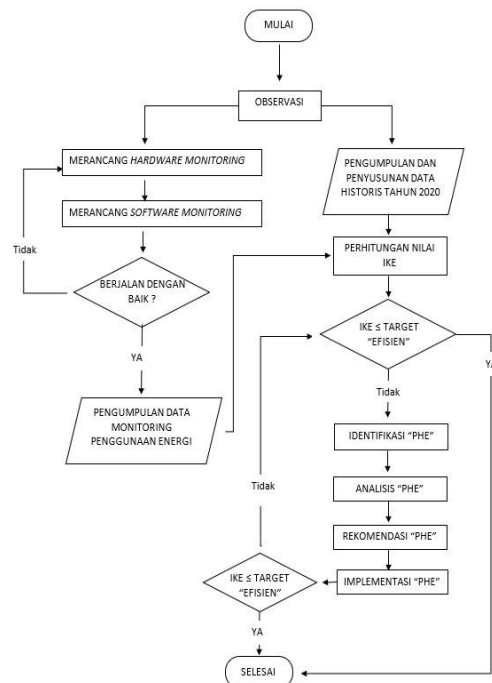 MULAI
OBSERVASI
MERANCANG HARDWARE MONITORING
MERANCANG SOFTWARE MONITORING
Tidak
BERJALAN DENGAN
BAIK ?
YA
PENGUMPULAN DATA
MONITORING
PENGGUNAAN ENERGI
PENGUMPULAN DAN
PENYUSUNAN DATA
HISTORIS TAHUN 2020
PERHITUNGAN NILAI
IKE
IKE ≤ TARGET
“EFISIEN”
YA
Tidak
IDENTIFIKASI “PHE”
ANALISIS “PHE”
REKOMENDASI “PHE”
IMPLEMENTASI “PHE”
Tidak
IKE ≤ TARGET
“EFISIEN”
YA
SELESAI